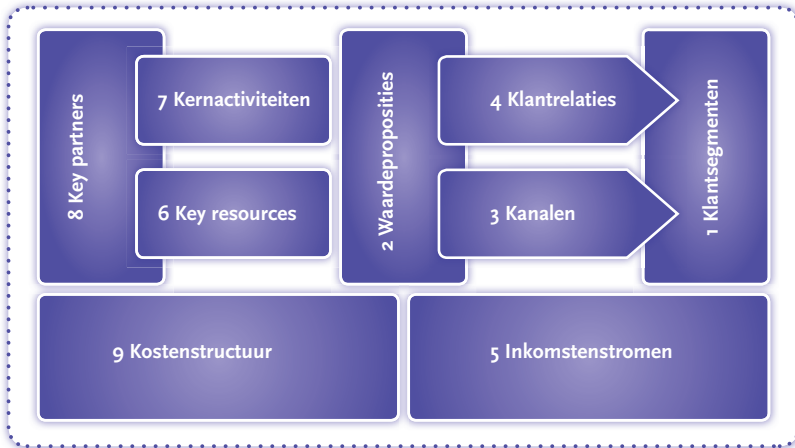 8 Key partners
7 Kernactiviteiten
6 Key resources
2 Waardeproposities
4 Klantrelaties
3 Kanalen
1 Klantsegmenten
9 Kostenstructuur
5 Inkomstenstromen